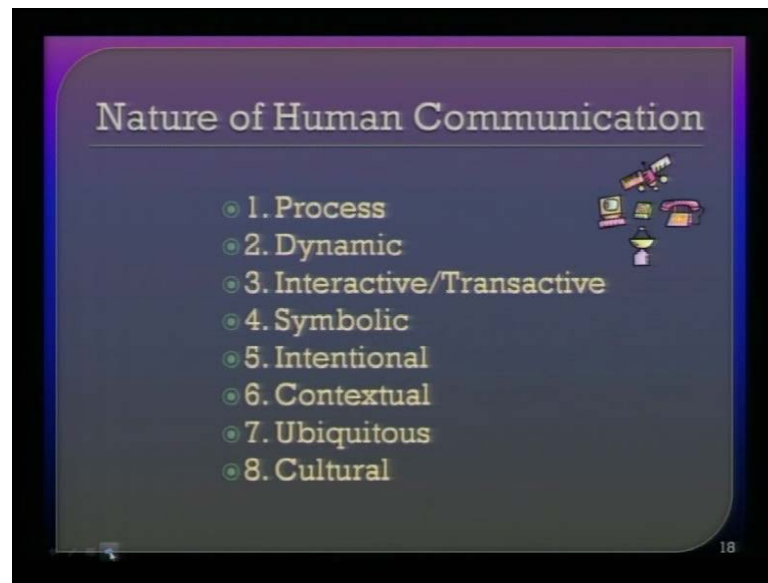 Nature of Human Communication
1. Process
2. Dynamic
3. Interactive/Transactive
4. Symbolic
5. Intentional
6. Contextual
7. Ubiquitous
8. Cultural
18